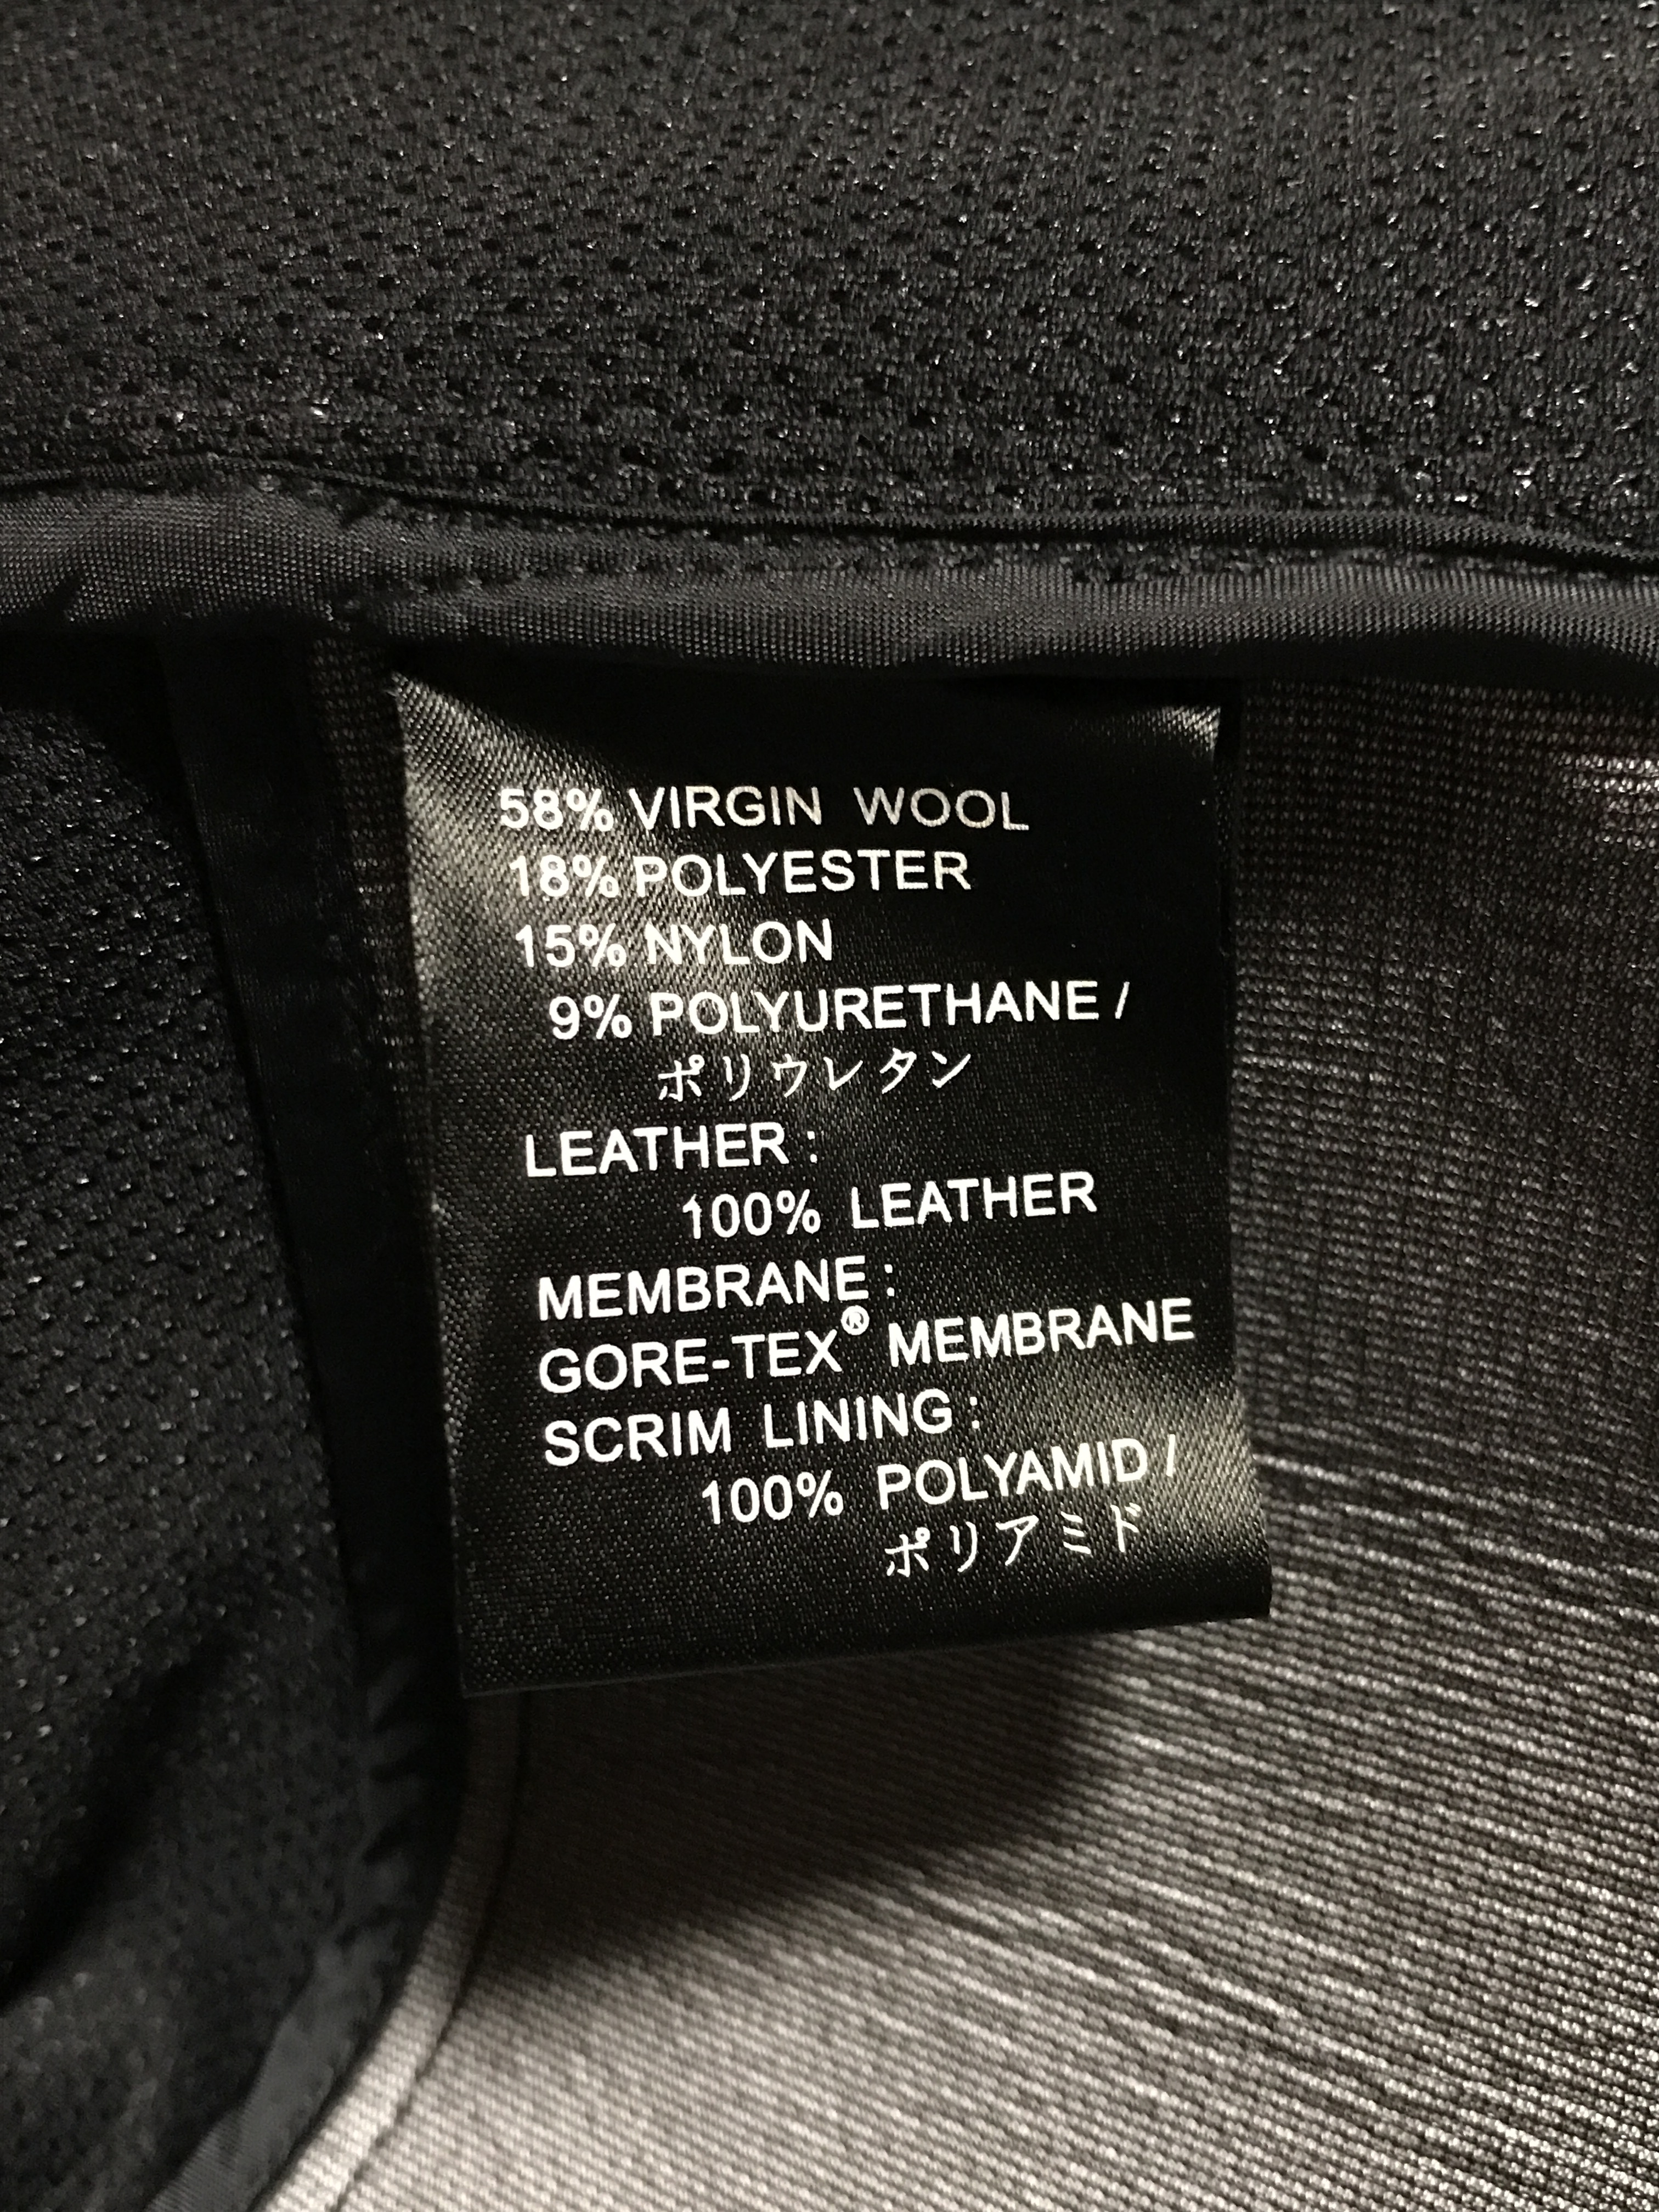 58% VIRGIN WOOL
18% POLYESTER
15% NYLON
9% POLYURETHANE /
ポリウレタン
LEATHER :
100% LEATHER
MEMBRANE :
GORE-TEX® MEMBRANE
SCRIM LINING :
100% POLYAMID /
ポリアミド